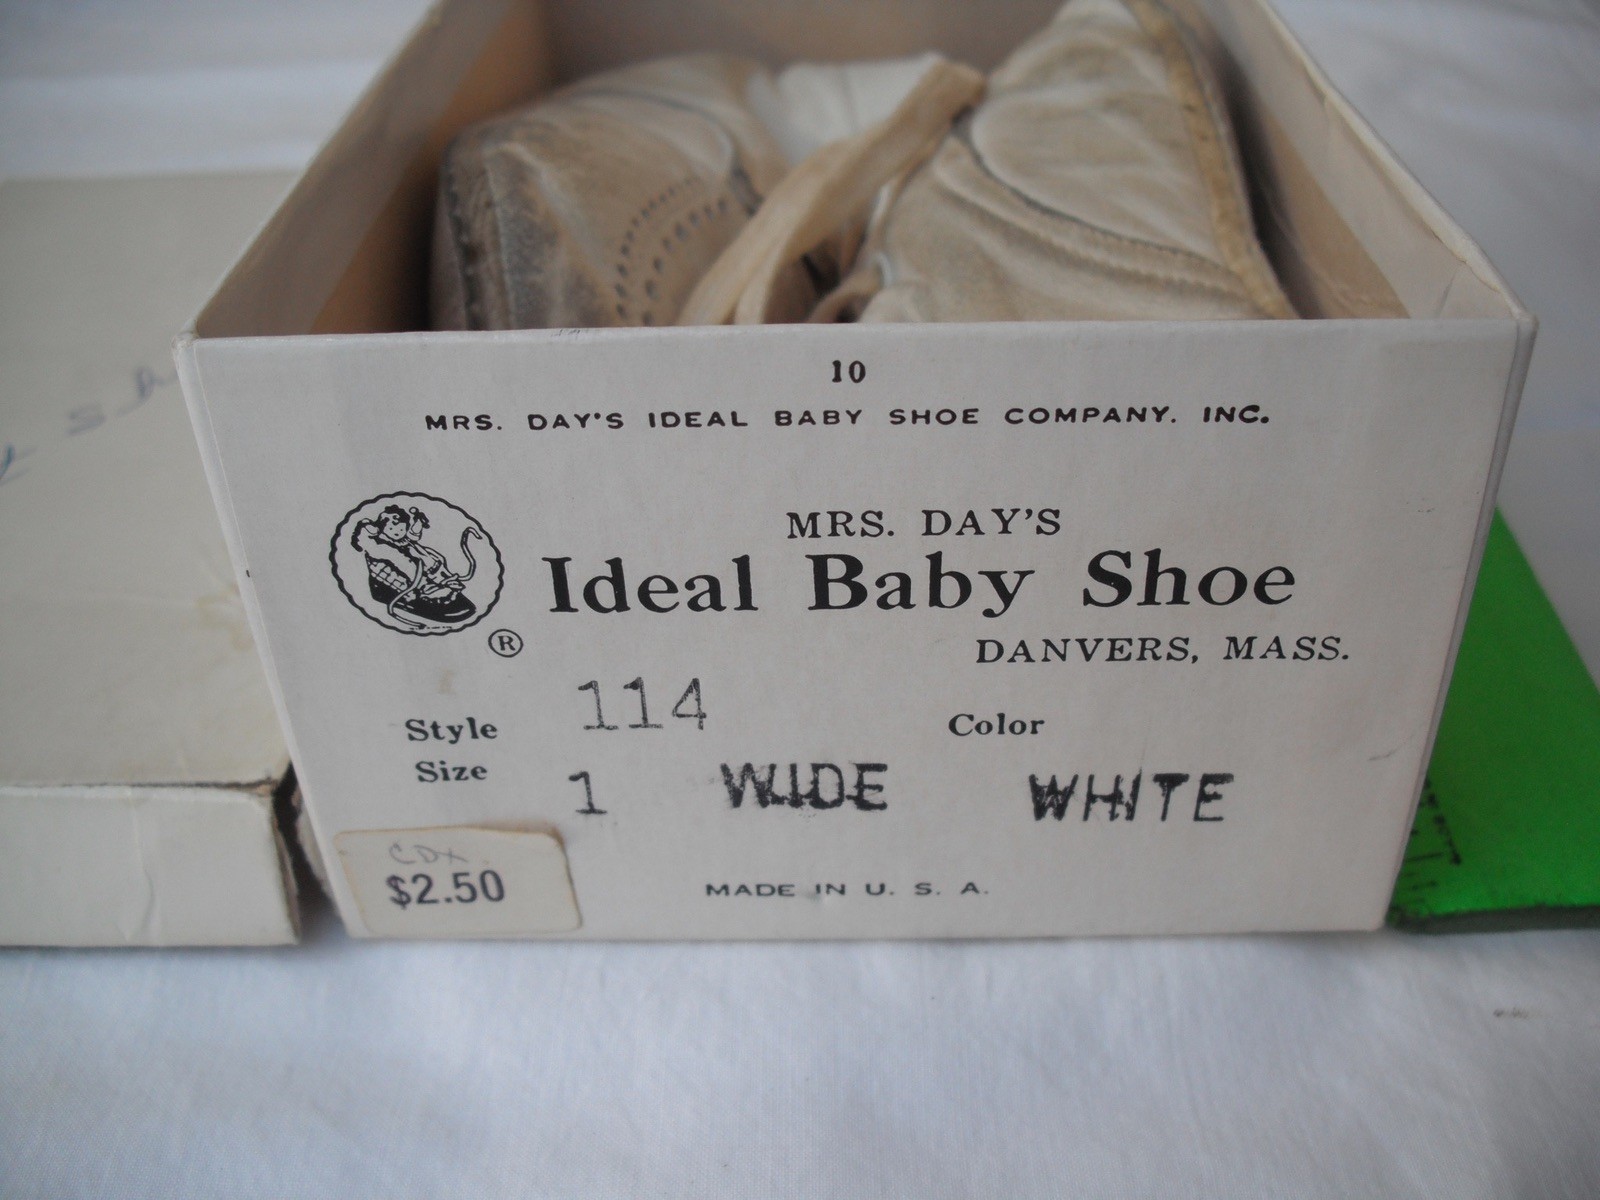 10
MRS. DAY'S IDEAL BABY SHOE COMPANY. INC.
MRS. DAY'S
Ideal Baby Shoe
DANVERS, MASS.
®
Style 114 Color
Size 1 WIDE WHITE
CDX
$2.50
MADE IN U. S. A.